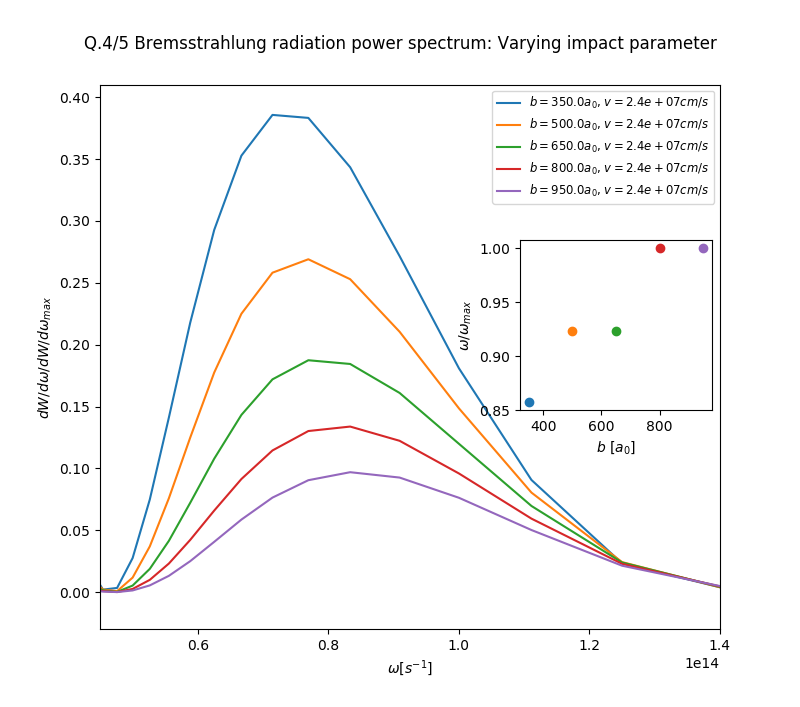 Q.4/5 Bremsstrahlung radiation power spectrum: Varying impact parameter
dW/dω/dW/dω_{max}
0.40
0.35
0.30
0.25
0.20
0.15
0.10
0.05
0.00
b = 350.0a_0, v = 2.4e + 07cm/s
b = 500.0a_0, v = 2.4e + 07cm/s
b = 650.0a_0, v = 2.4e + 07cm/s
b = 800.0a_0, v = 2.4e + 07cm/s
b = 950.0a_0, v = 2.4e + 07cm/s
ω/ω_{max}
1.00
0.95
0.90
0.85
400 600 800
b [a_0]
0.6 0.8 1.0 1.2 1.4
1e14
ω[s^{-1}]